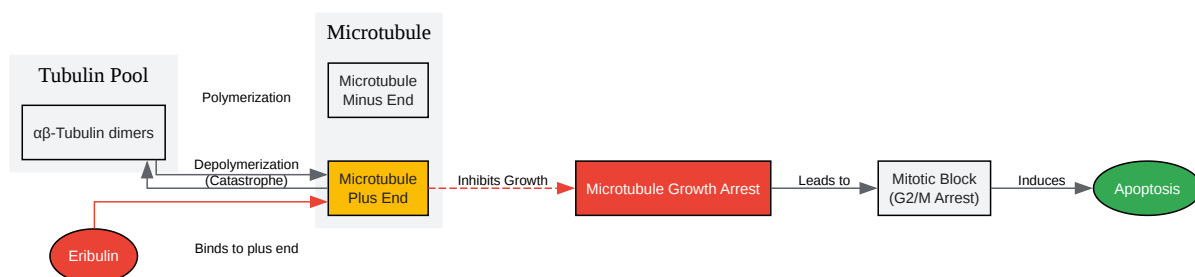 Microtubule
Tubulin Pool
Microtubule
Minus End
Polymerization
αβ-Tubulin dimers
Depolymerization
(Catastrophe)
Microtubule
Plus End
Inhibits Growth
Microtubule Growth Arrest
Leads to
Mitotic Block
(G2/M Arrest)
Induces
Apoptosis
Binds to plus end
Eribulin